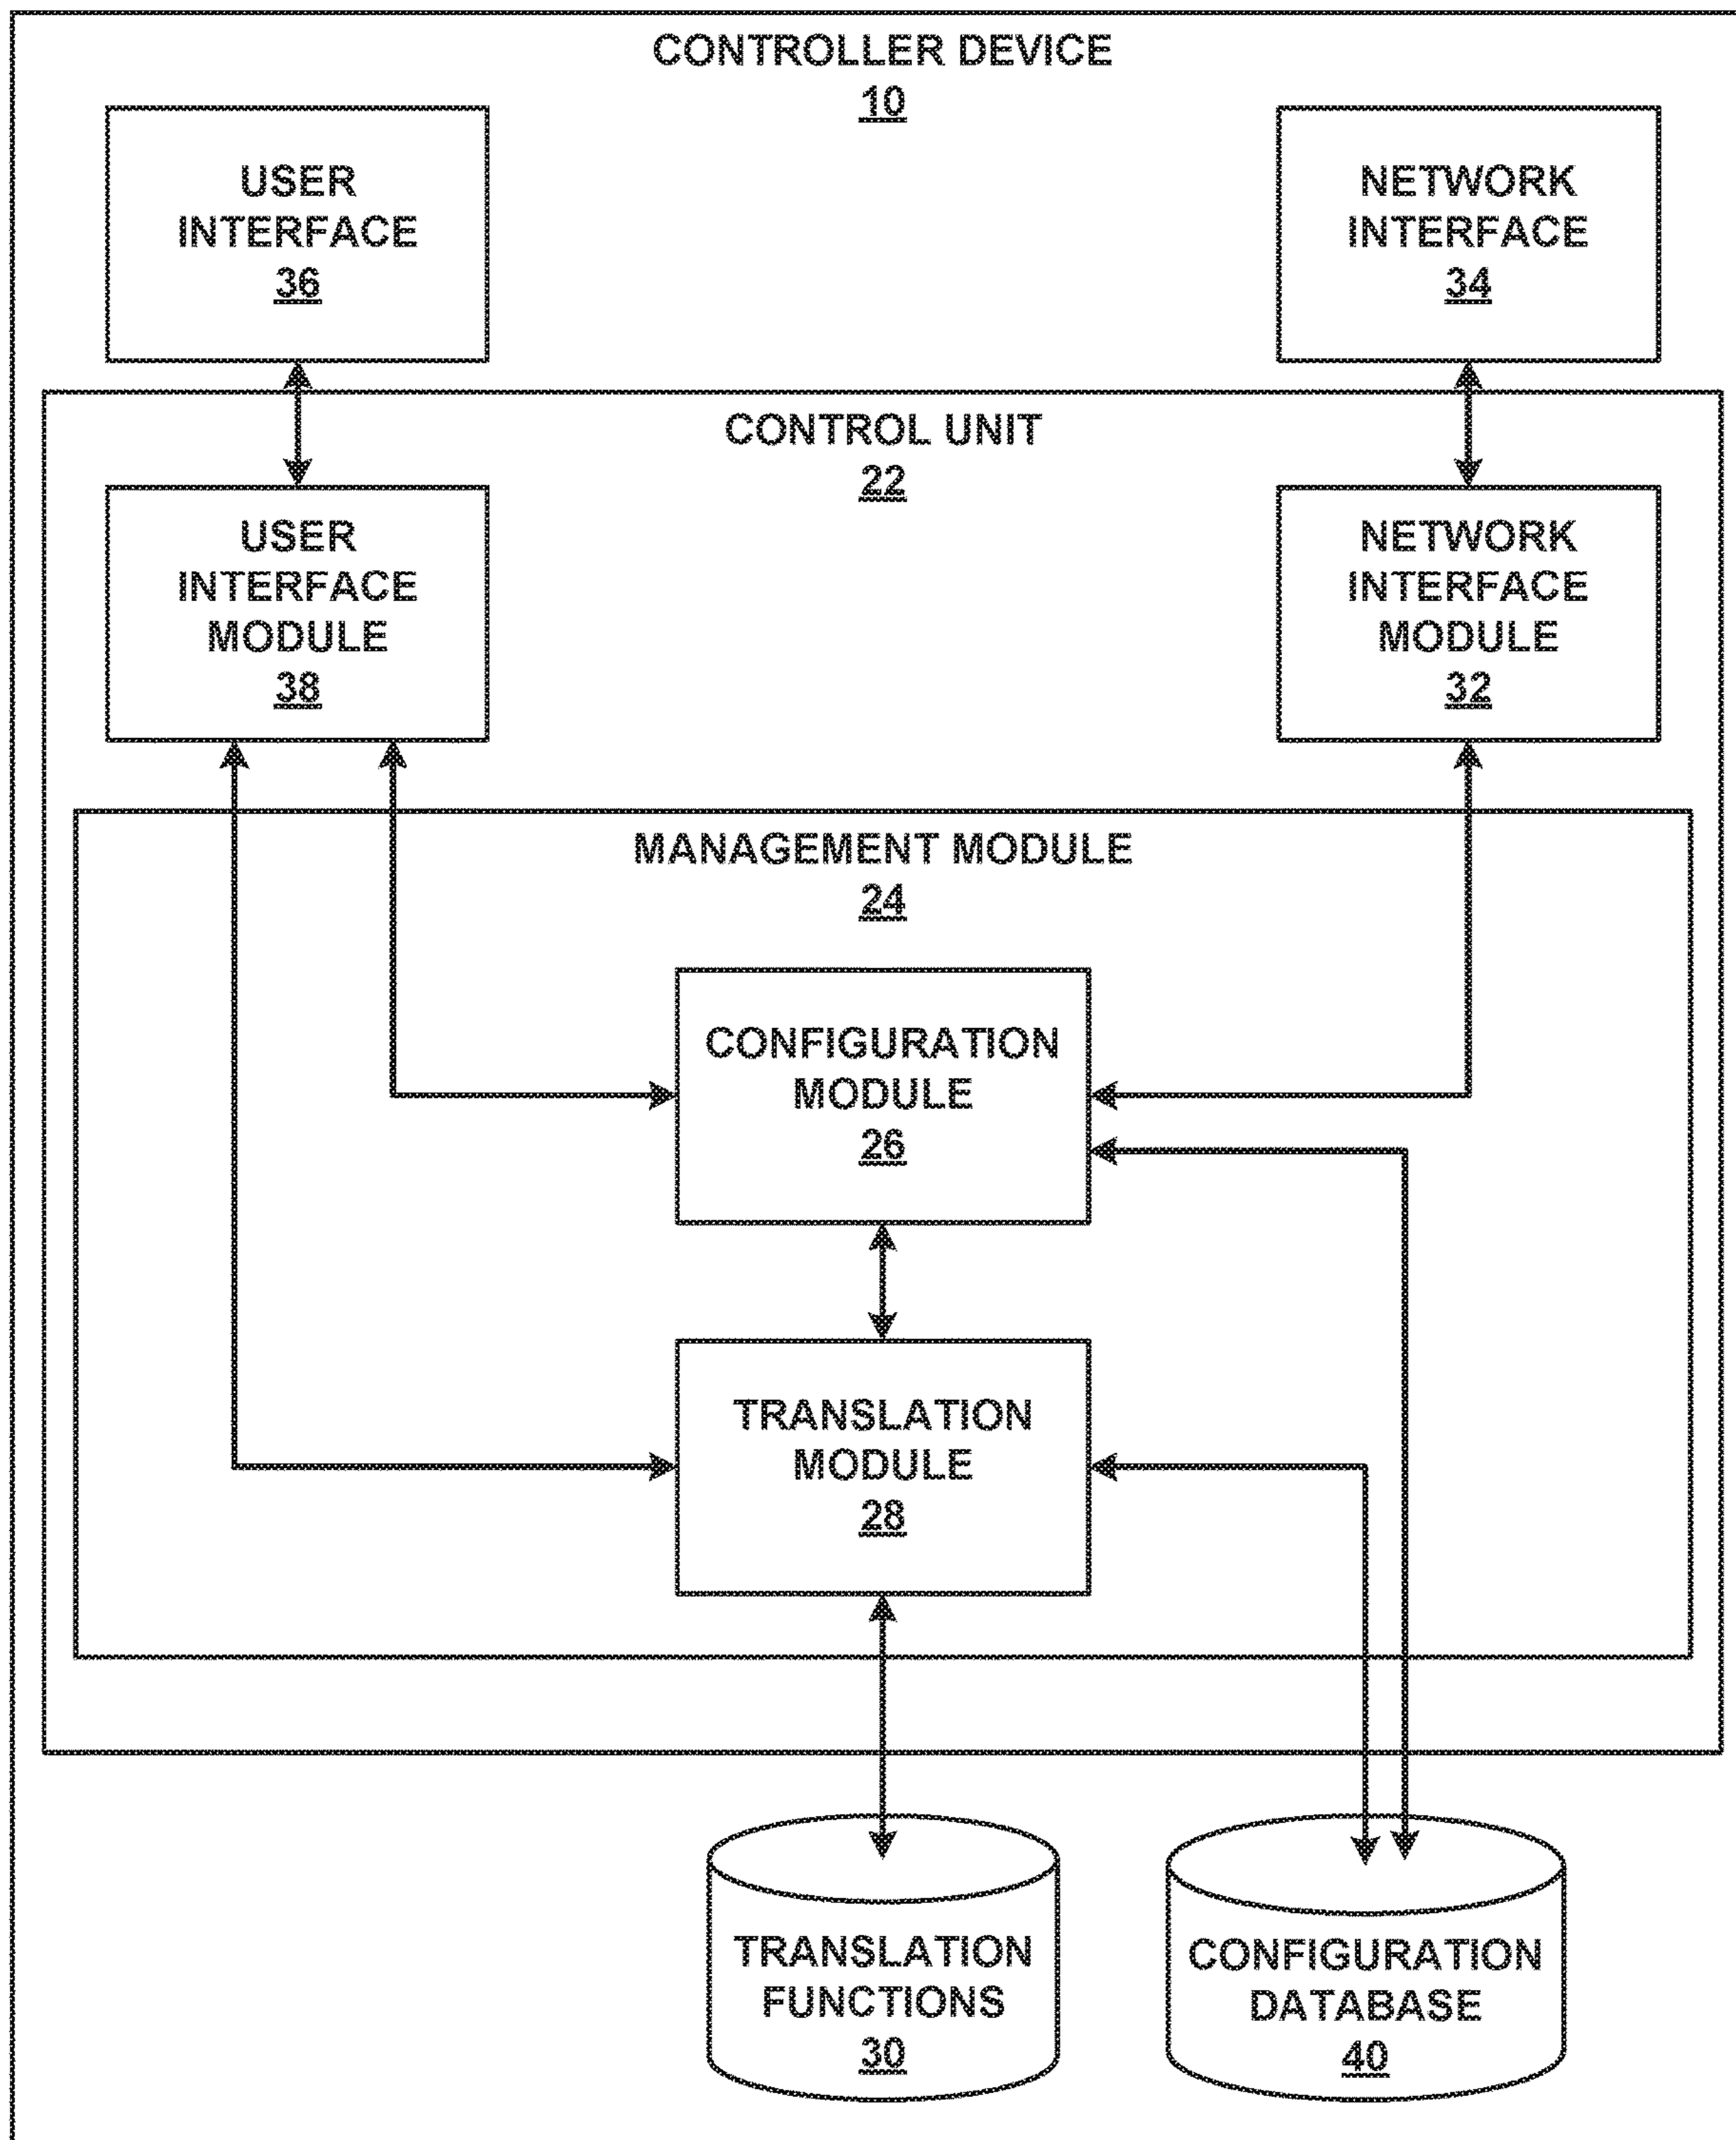 CONTROLLER DEVICE
10
USER
INTERFACE
36
NETWORK
INTERFACE
34
CONTROL UNIT
22
USER
INTERFACE
MODULE
38
NETWORK
INTERFACE
MODULE
32
MANAGEMENT MODULE
24
CONFIGURATION
MODULE
26
TRANSLATION
MODULE
28
TRANSLATION
FUNCTIONS
30
CONFIGURATION
DATABASE
40